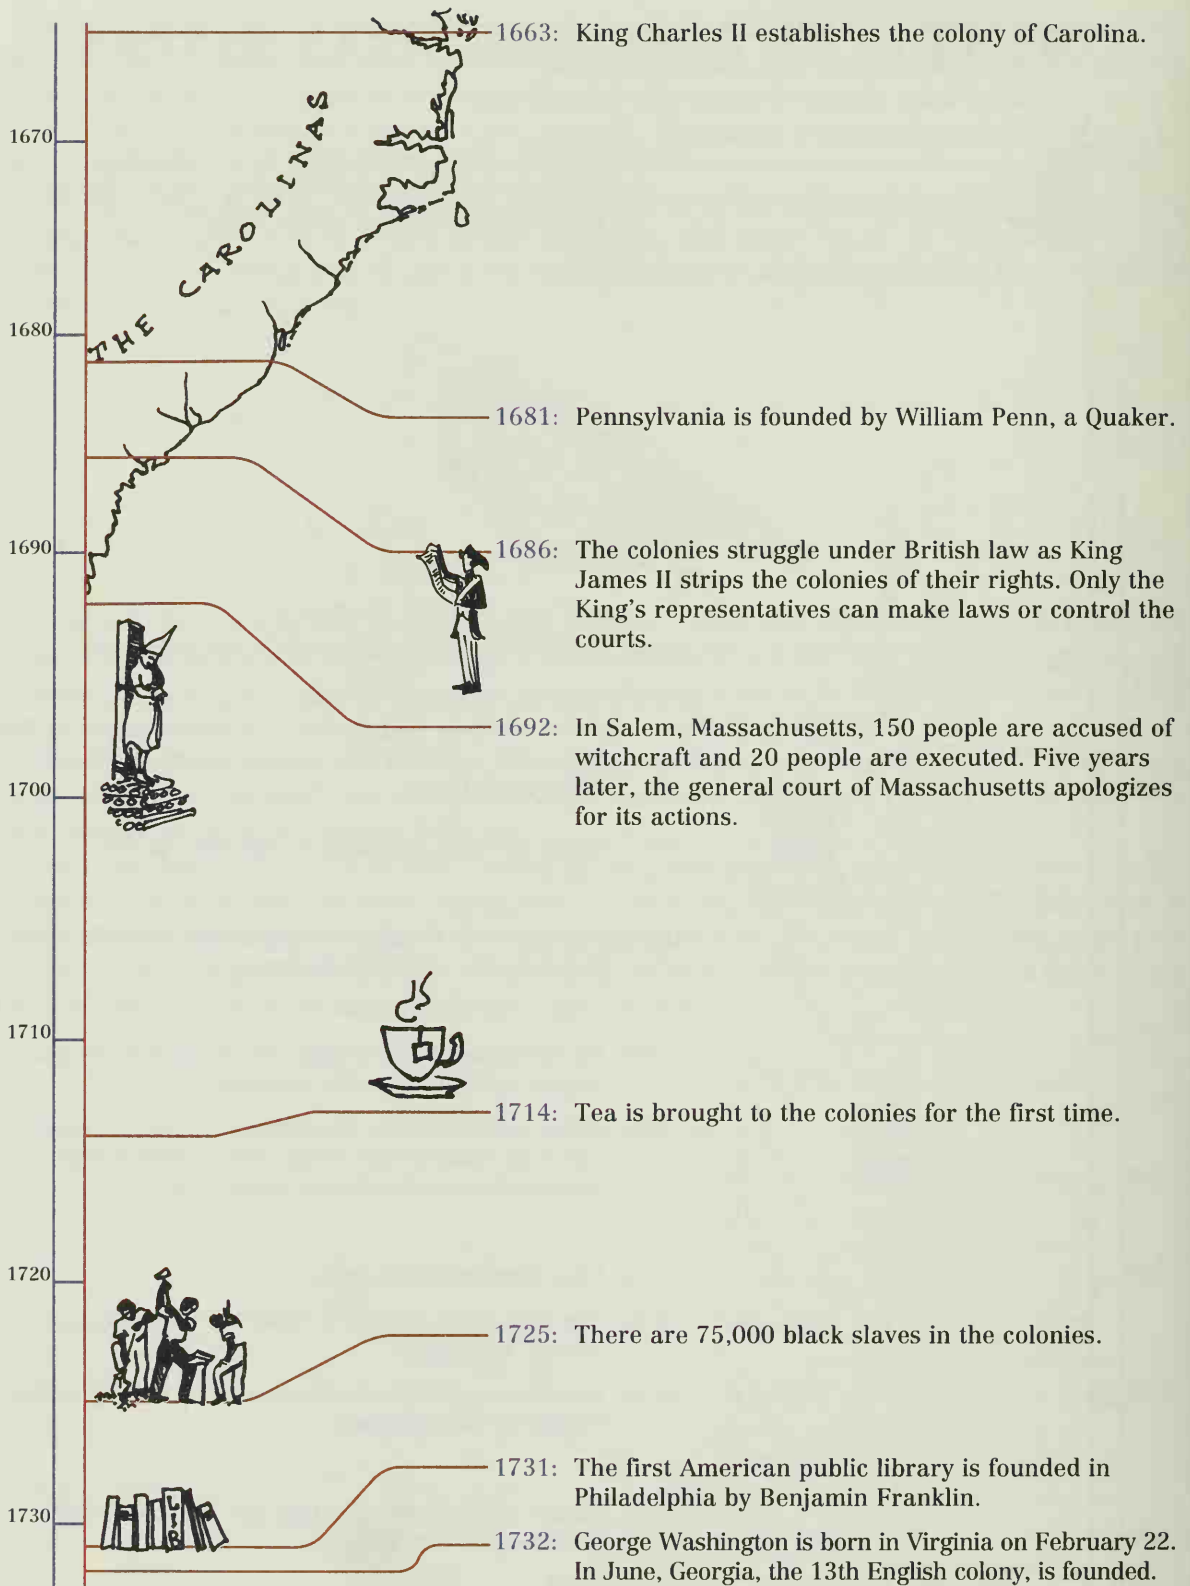 1663: King Charles II establishes the colony of Carolina.
THE CAROLINAS
1670
1680
1681: Pennsylvania is founded by William Penn, a Quaker.
1690
1686: The colonies struggle under British law as King
James II strips the colonies of their rights. Only the
King's representatives can make laws or control the
courts.
1692: In Salem, Massachusetts, 150 people are accused of
witchcraft and 20 people are executed. Five years
later, the general court of Massachusetts apologizes
for its actions.
1700
1710
1714: Tea is brought to the colonies for the first time.
1720
1725: There are 75,000 black slaves in the colonies.
1731: The first American public library is founded in
Philadelphia by Benjamin Franklin.
LIB
1730
1732: George Washington is born in Virginia on February 22.
In June, Georgia, the 13th English colony, is founded.